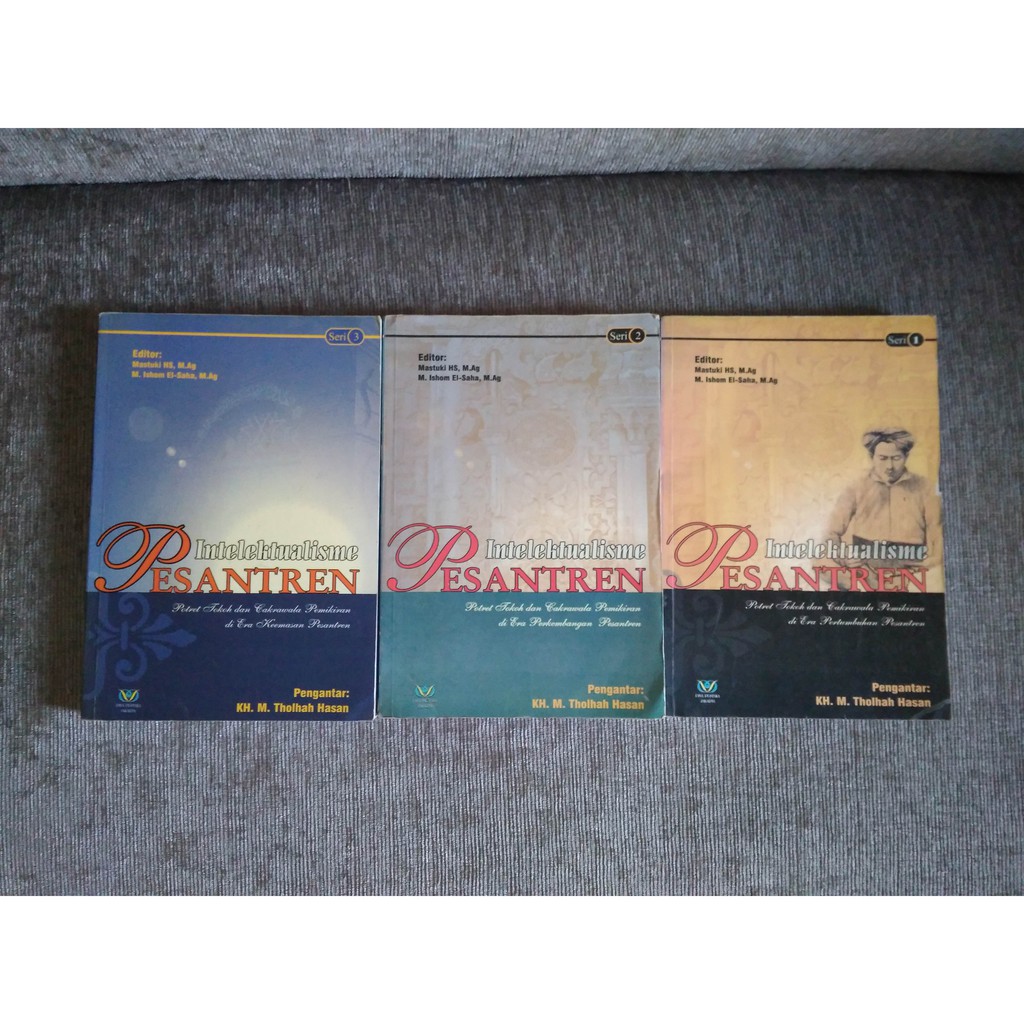 Seri 3
Editor:
Mastuki HS, M.Ag
M. Ishom El-Saha, M.Ag
Intelektualisme
PESANTREN
Potret Tokoh dan Cakrawala Pemikiran
di Era Keemasan Pesantren
Pengantar:
KH. M. Tholhah Hasan
Seri 2
Editor:
Mastuki HS, M.Ag
M. Ishom El-Saha, M.Ag
Intelektualisme
PESANTREN
Potret Tokoh dan Cakrawala Pemikiran
di Era Perkembangan Pesantren
Pengantar:
KH. M. Tholhah Hasan
Seri 1
Editor:
Mastuki HS, M.Ag
M. Ishom El-Saha, M.Ag
Intelektualisme
PESANTREN
Potret Tokoh dan Cakrawala Pemikiran
di Era Pertumbuhan Pesantren
Pengantar:
KH. M. Tholhah Hasan